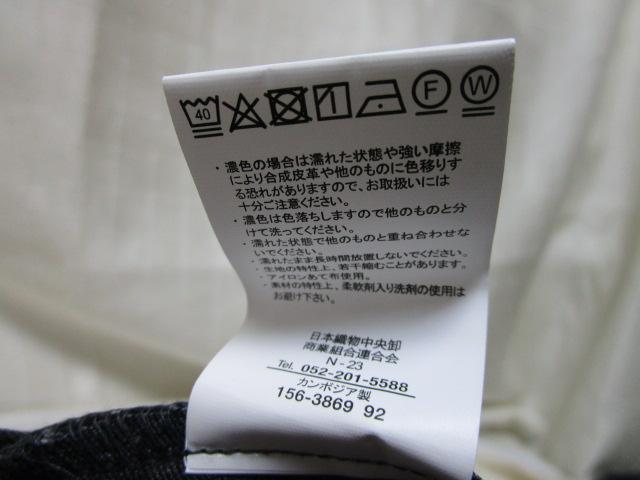 40 F W
・濃色の場合は濡れた状態や強い摩擦
により合成皮革や他のものに色移りす
る恐れがありますので、お取扱いには
十分ご注意ください。
・濃色は色落ちしますので他のものと分
けて洗ってください。
・濡れた状態で他のものと重ね合わせな
いでください。
・濡れたまま長時間放置しないでください。
・生地の特性上、若干縮むことがあります。
・アイロンあて布使用。
・素材の特性上、柔軟剤入り洗剤の使用は
お避け下さい。
日本織物中央卸
商業組合連合会
N-23
Tel. 052-201-5588
カンボジア製
156-3869 92